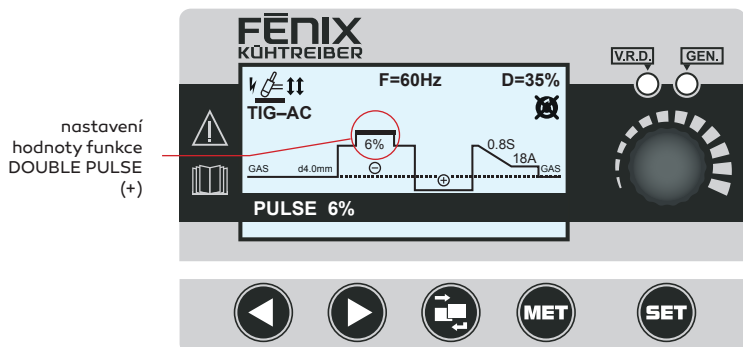 FĒNIX
KÜHTREIBER
V.R.D.
GEN.
F=60Hz
D=35%
TIG–AC
nastavení
hodnoty funkce
DOUBLE PULSE
(+)
6%
0.8S
18A
GAS
d4.0mm
GAS
PULSE 6%
MET
SET